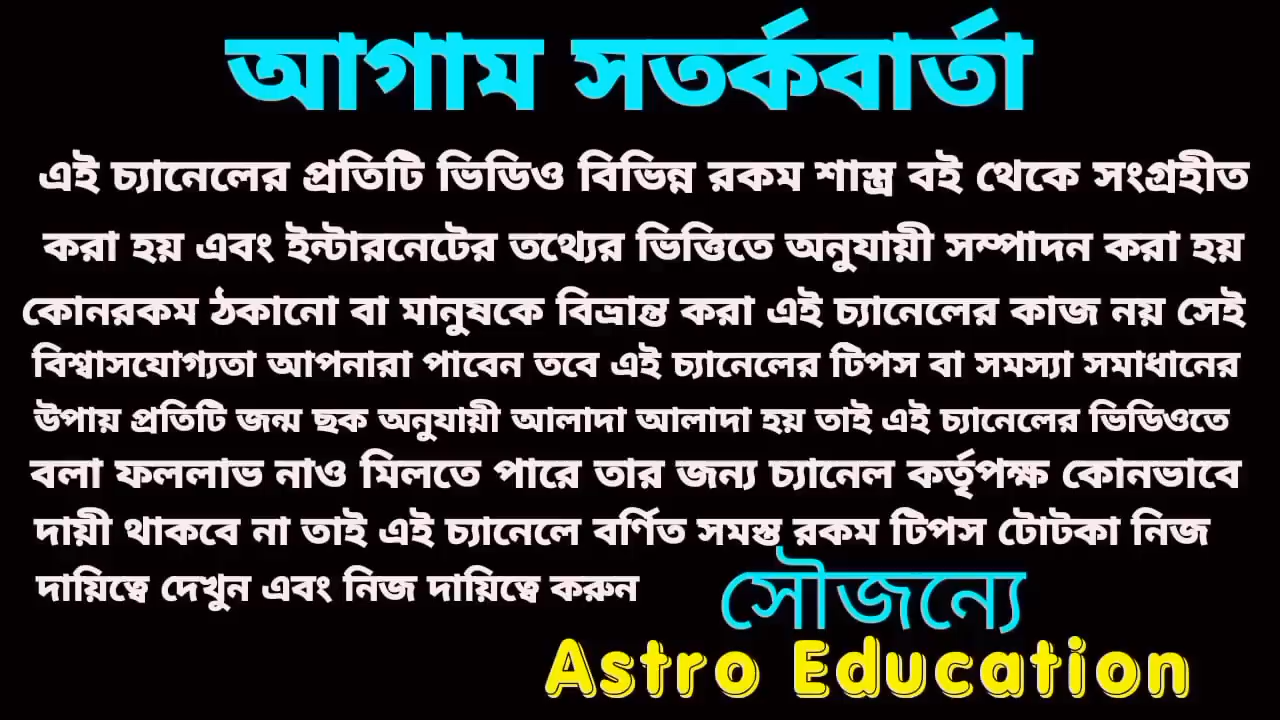 আগাম সতর্কবার্তা
এই চ্যানেলের প্রতিটি ভিডিও বিভিন্ন রকম শাস্ত্র বই থেকে সংগ্রহীত
করা হয় এবং ইন্টারনেটের তথ্যের ভিত্তিতে অনুযায়ী সম্পাদন করা হয়
কোনরকম ঠকানো বা মানুষকে বিভ্রান্ত করা এই চ্যানেলের কাজ নয় সেই
বিশ্বাসযোগ্যতা আপনারা পাবেন তবে এই চ্যানেলের টিপস বা সমস্যা সমাধানের
উপায় প্রতিটি জন্ম ছক অনুযায়ী আলাদা আলাদা হয় তাই এই চ্যানেলের ভিডিওতে
বলা ফললাভ নাও মিলতে পারে তার জন্য চ্যানেল কর্তৃপক্ষ কোনভাবে
দায়ী থাকবে না তাই এই চ্যানেলে বর্ণিত সমস্ত রকম টিপস টোটকা নিজ
দায়িত্বে দেখুন এবং নিজ দায়িত্বে করুন
সৌজন্যে
Astro Education